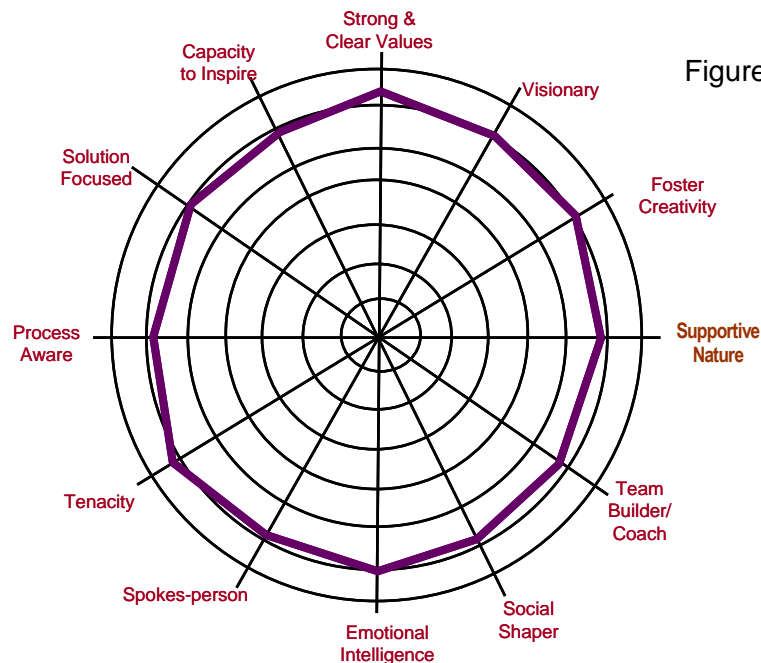 Strong &
Clear Values
Capacity
to Inspire
Figure
Visionary
Solution
Focused
Foster
Creativity
Process
Aware
Supportive
Nature
Tenacity
Team
Builder/
Coach
Spokes-person
Social
Shaper
Emotional
Intelligence